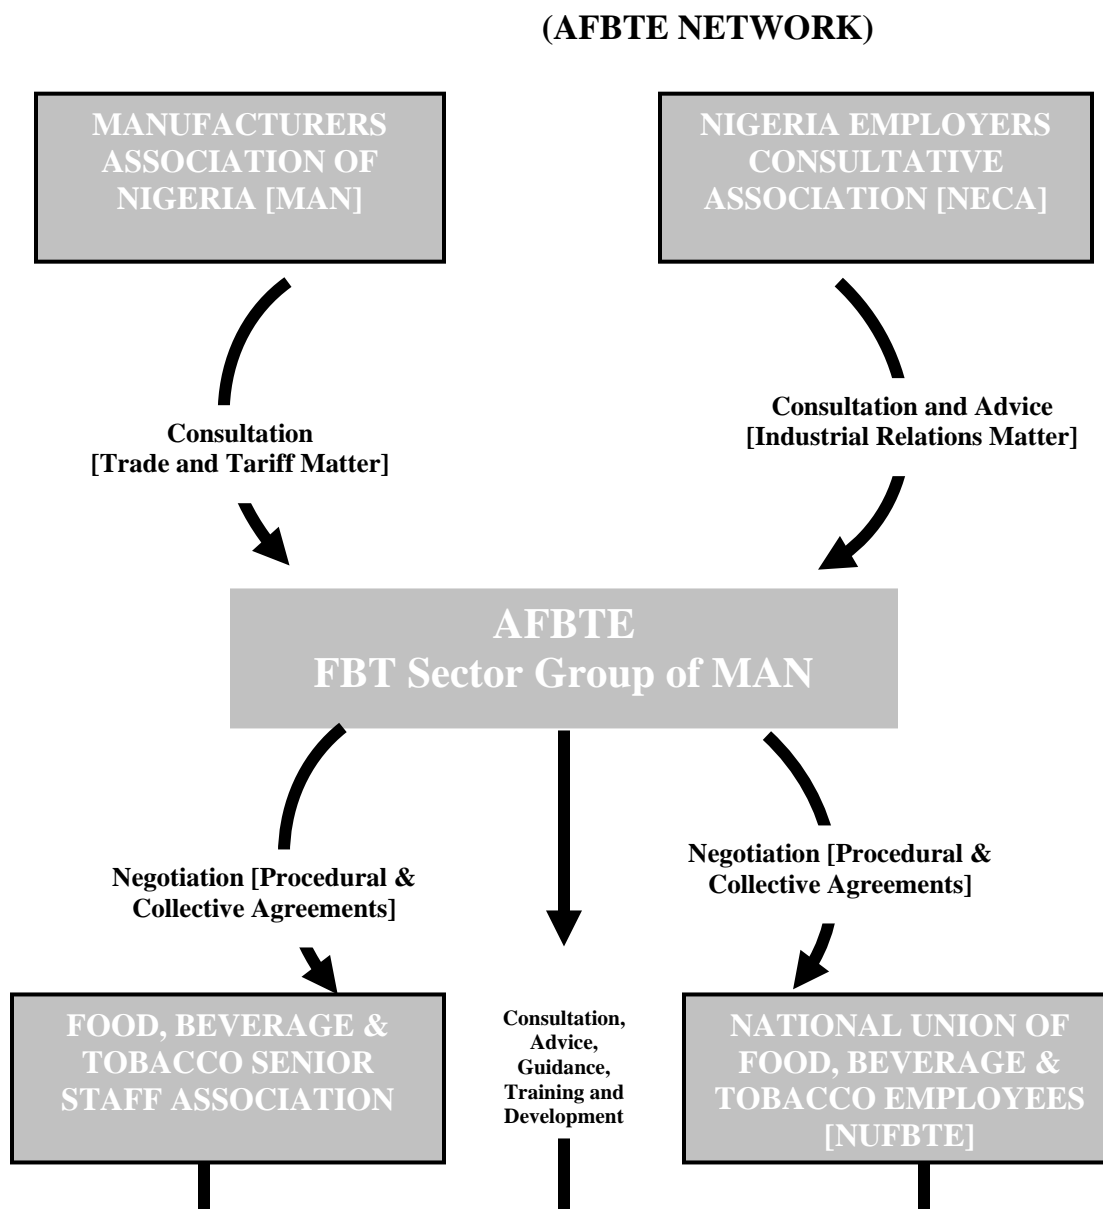 (AFBTE NETWORK)
MANUFACTURERS
ASSOCIATION OF
NIGERIA [MAN]
NIGERIA EMPLOYERS
CONSULTATIVE
ASSOCIATION [NECA]
Consultation
[Trade and Tariff Matter]
Consultation and Advice
[Industrial Relations Matter]
AFBTE
FBT Sector Group of MAN
Negotiation [Procedural &
Collective Agreements]
Negotiation [Procedural &
Collective Agreements]
FOOD, BEVERAGE &
TOBACCO SENIOR
STAFF ASSOCIATION
Consultation,
Advice,
Guidance,
Training and
Development
NATIONAL UNION OF
FOOD, BEVERAGE &
TOBACCO EMPLOYEES
[NUFBTE]